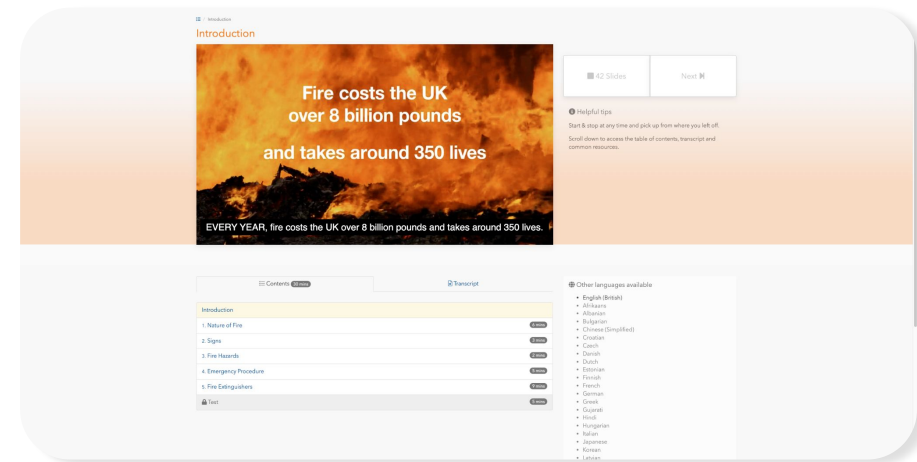 / Introduction
Introduction
Fire costs the UK
over 8 billion pounds
and takes around 350 lives
EVERY YEAR, fire costs the UK over 8 billion pounds and takes around 350 lives.
42 Slides
Next
Helpful tips
Start & stop at any time and pick up from where you left off.
Scroll down to access the table of contents, transcript and
common resources.
Contents
Transcript
Introduction
1. Nature of Fire
2. Signs
3. Fire Hazards
4. Emergency Procedure
5. Fire Extinguishers
9 mins
Test
Other languages available
English (British)
Afrikaans
Albanian
Bulgarian
Chinese (Simplified)
Croatian
Czech
Danish
Dutch
Estonian
Finnish
French
German
Greek
Gujarati
Hindi
Hungarian
Italian
Japanese
Korean
Latvian